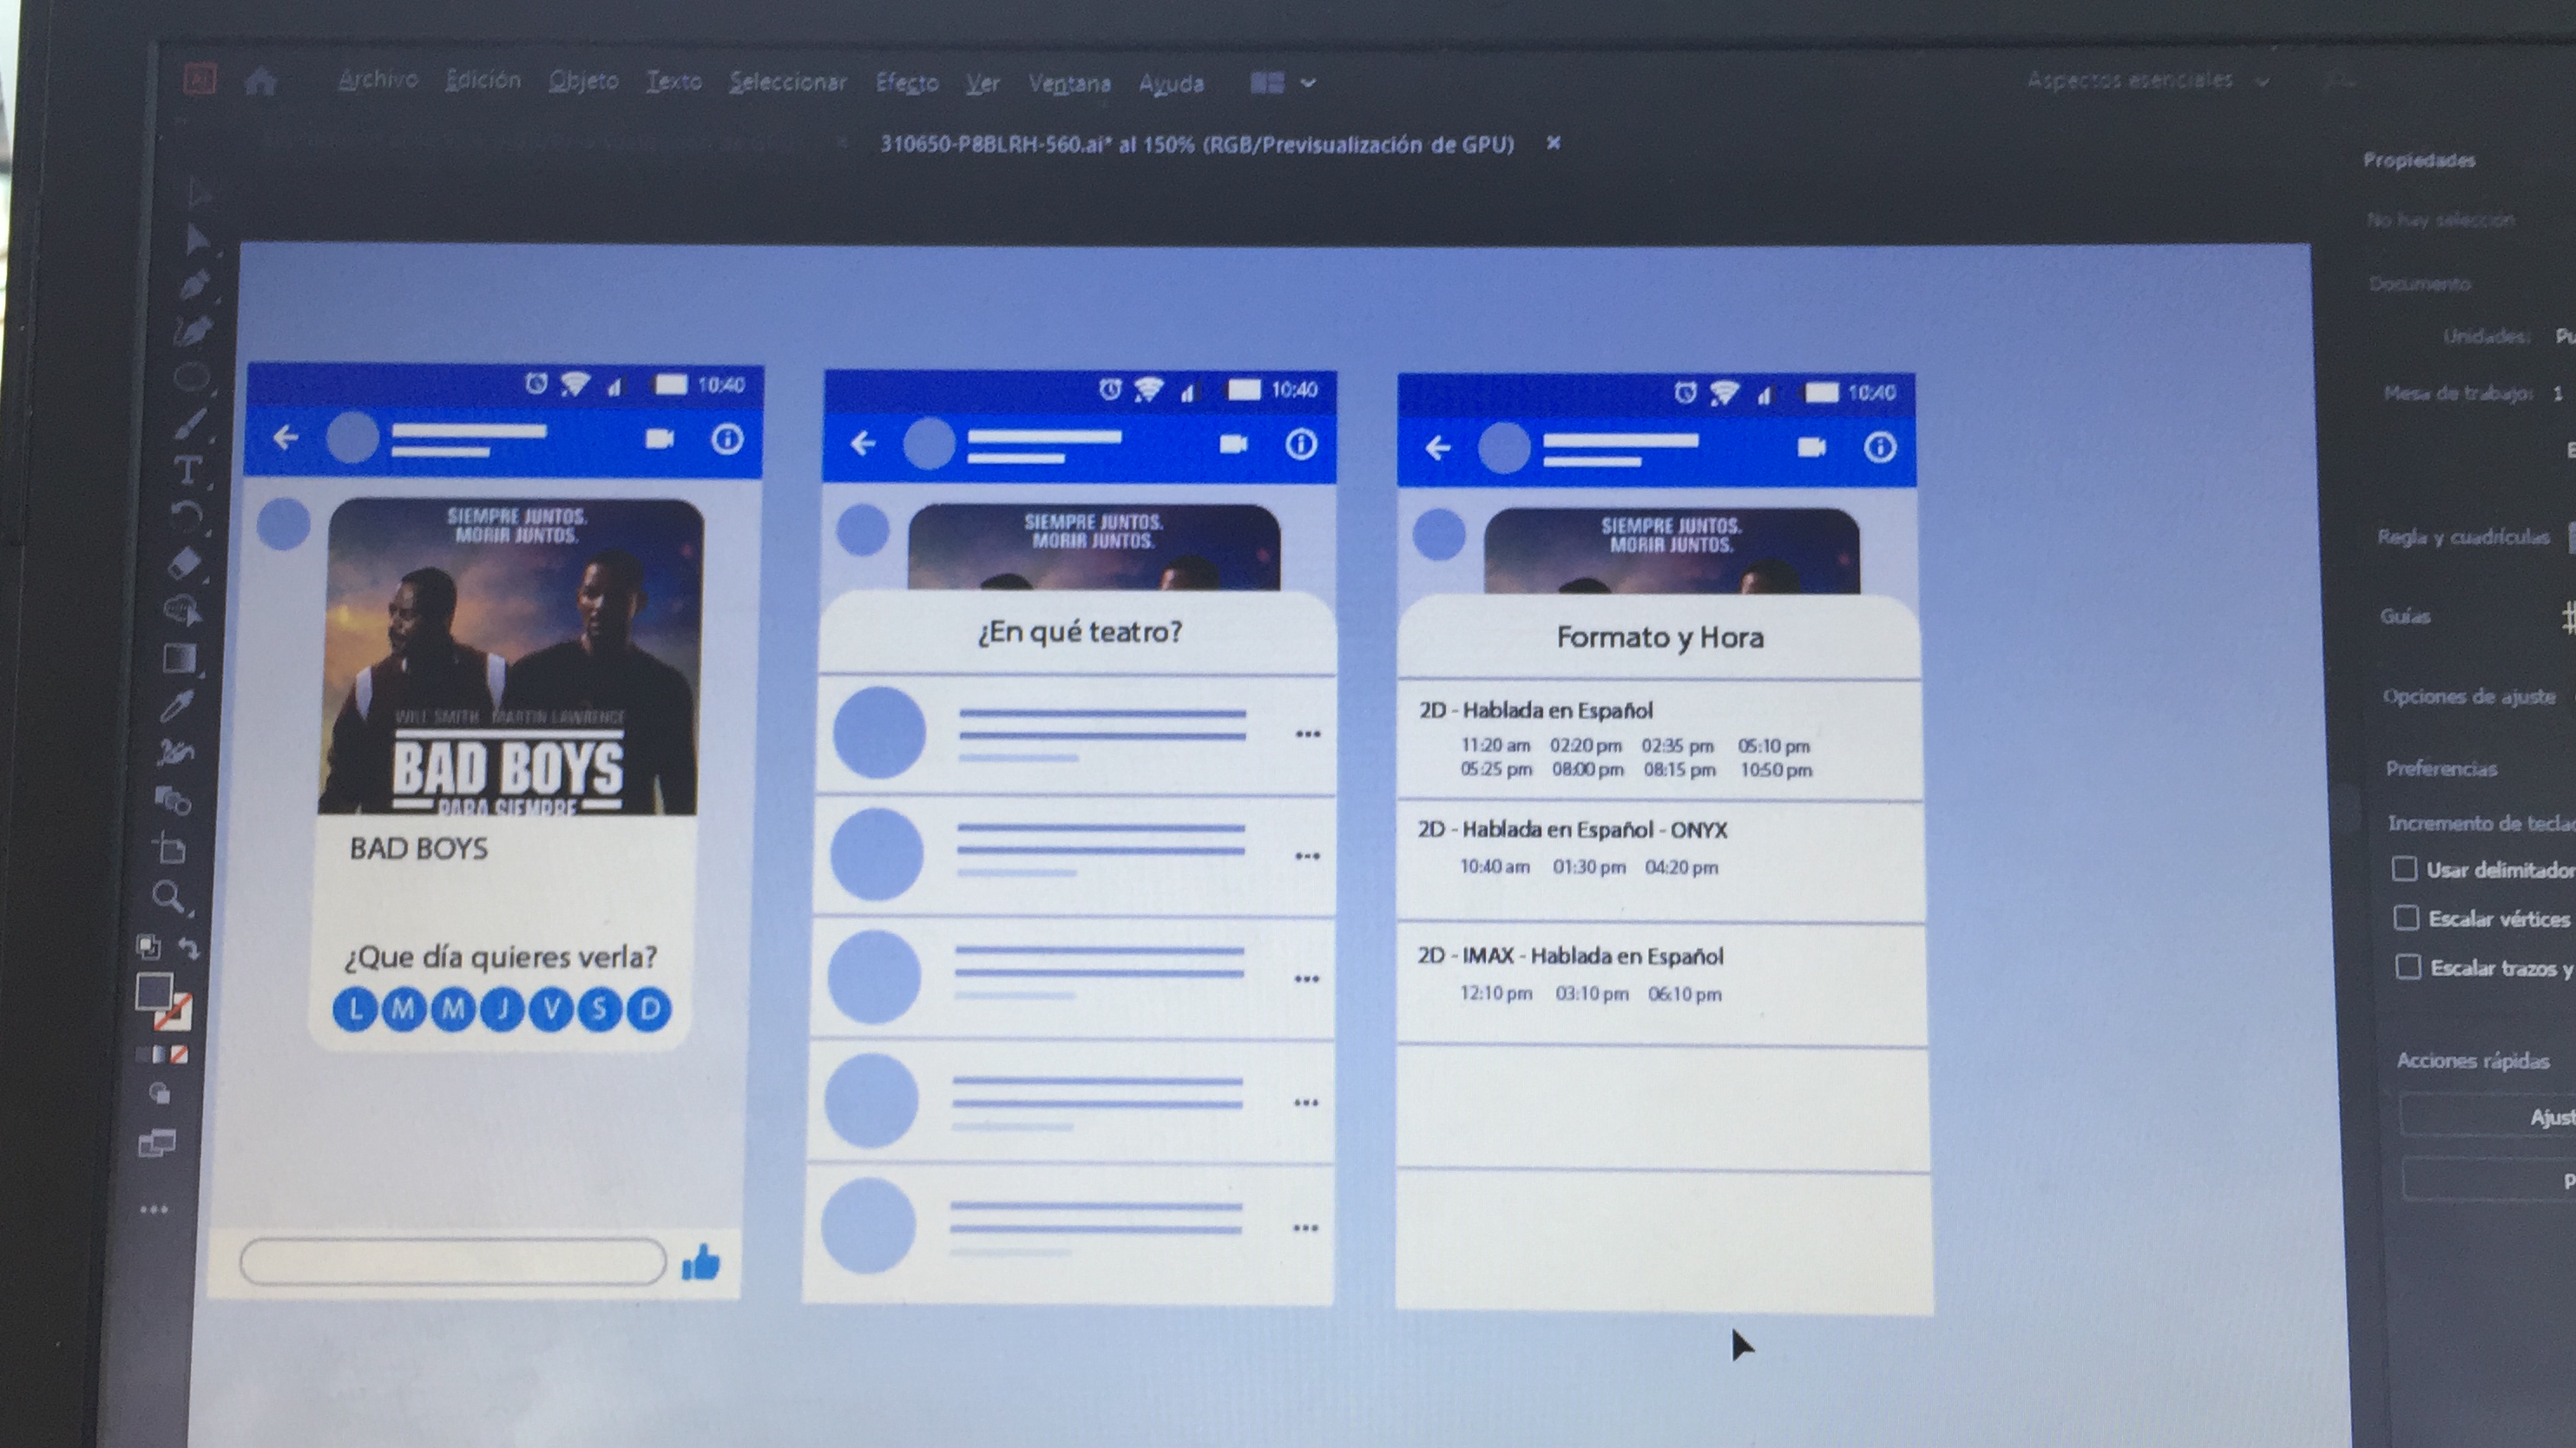 Ai
Archivo Edición Objeto Texto Seleccionar Efecto Ver Ventana Ayuda
Aspectos esenciales
310650-P8BLRH-560.ai* al 150% (RGB/Previsualización de GPU) ×
10:40
SIEMPRE JUNTOS.
MORIR JUNTOS.
WILL SMITH MARTIN LAWRENCE
BAD BOYS
PARA SIEMPRE
BAD BOYS
¿Que día quieres verla?
L M M J V S D
10:40
SIEMPRE JUNTOS.
MORIR JUNTOS.
¿En qué teatro?
10:40
SIEMPRE JUNTOS.
MORIR JUNTOS.
Formato y Hora
2D - Hablada en Español
11:20 am 02:20 pm 02:35 pm 05:10 pm
05:25 pm 08:00 pm 08:15 pm 10:50 pm
2D - Hablada en Español - ONYX
10:40 am 01:30 pm 04:20 pm
2D - IMAX - Hablada en Español
12:10 pm 03:10 pm 06:10 pm
Propiedades
No hay selección
Documento
Unidades: Pu
Mesa de trabajo: 1
Regla y cuadrículas
Guías
Opciones de ajuste
Preferencias
Incremento de teclad
Usar delimitador
Escalar vértices
Escalar trazos y
Acciones rápidas
Ajust